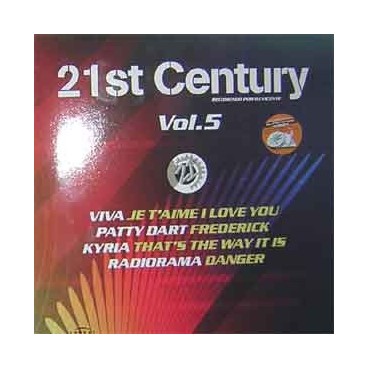 21st Century
Vol.5
VIVA JE T'AIME I LOVE YOU
PATTY DART FREDERICK
KYRIA THAT'S THE WAY IT IS
RADIORAMA DANGER